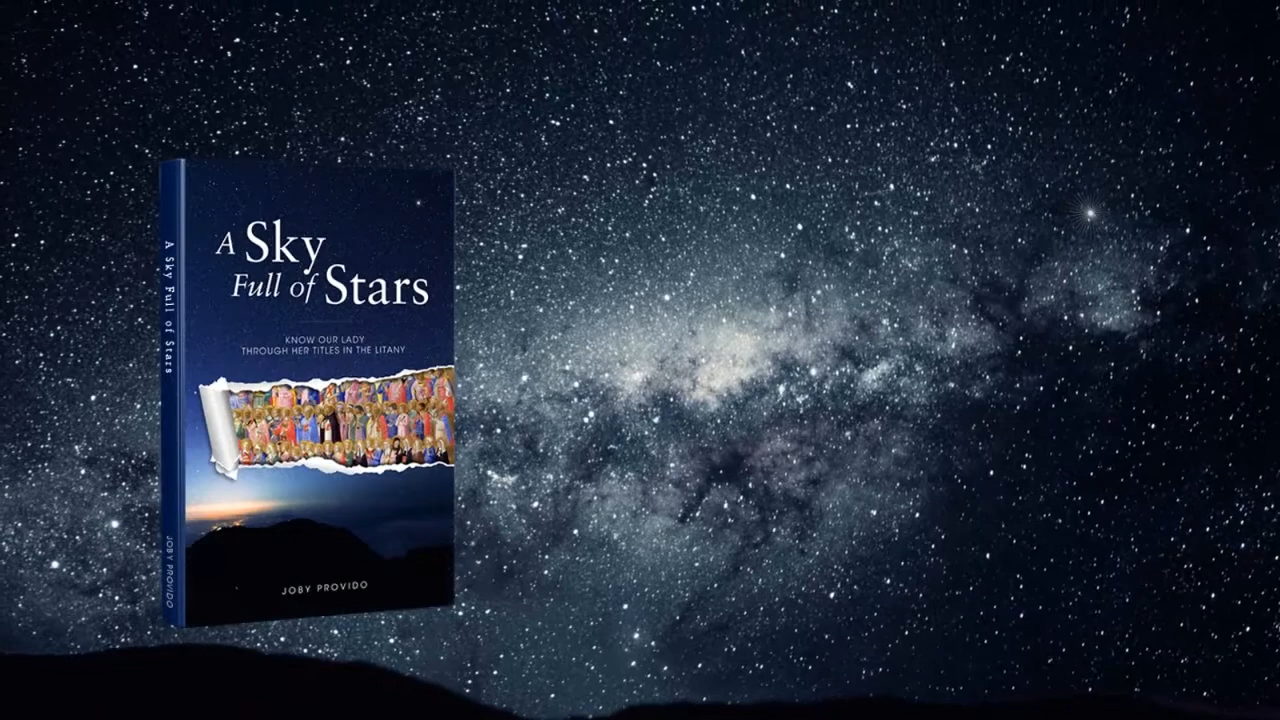 A Sky
Full of Stars
KNOW OUR LADY
THROUGH HER TITLES IN THE LITANY
JOBY PROVIDO
A Sky Full of Stars
JOBY PROVIDO